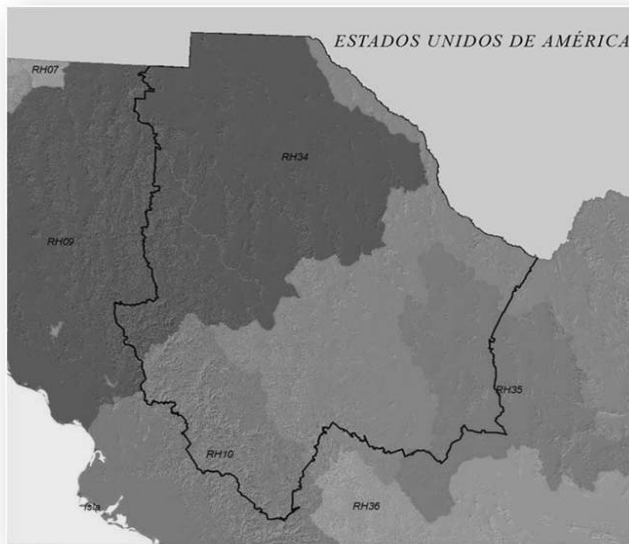 ESTADOS UNIDOS DE AMÉRICA
RH07
RH34
RH09
RH35
RH10
RH36
Isla